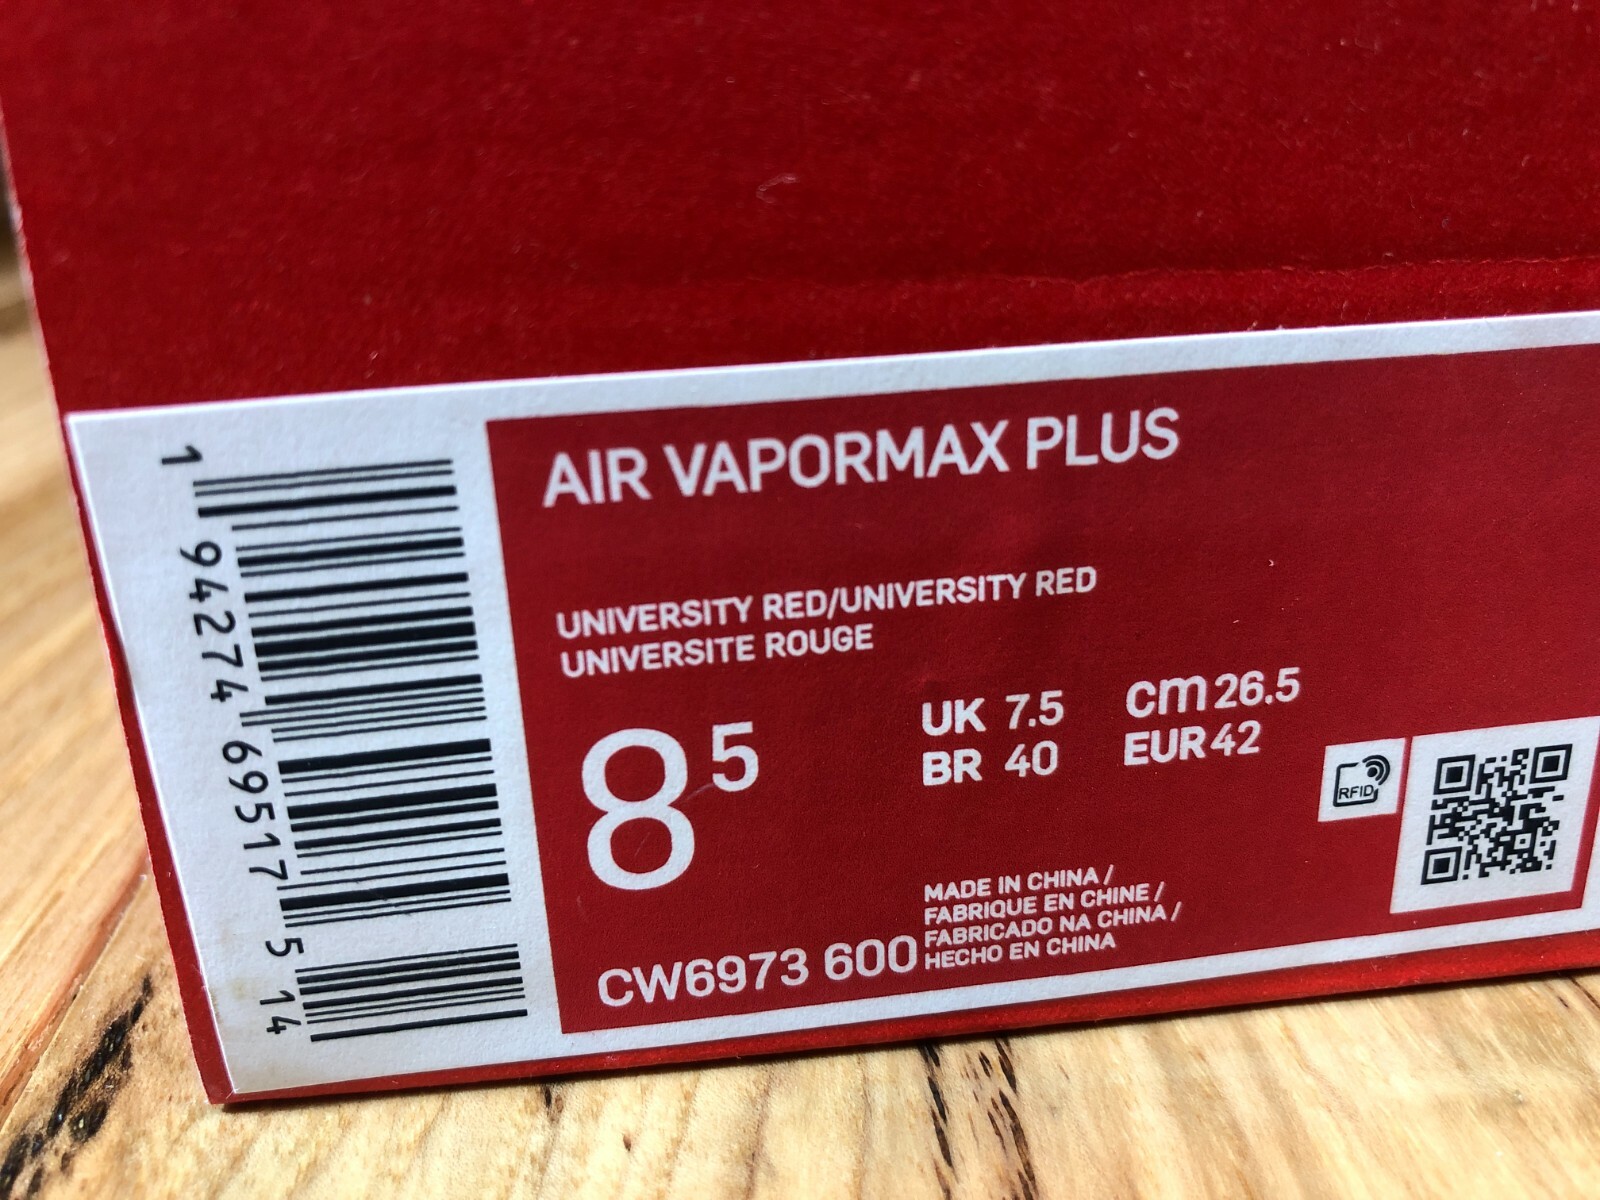 AIR VAPORMAX PLUS
UNIVERSITY RED/UNIVERSITY RED
UNIVERSITE ROUGE
8 5
UK 7.5
BR 40
cm 26.5
EUR 42
RFID
MADE IN CHINA /
FABRIQUE EN CHINE /
FABRICADO NA CHINA /
HECHO EN CHINA
CW6973 600
1 94274 69517 5 14